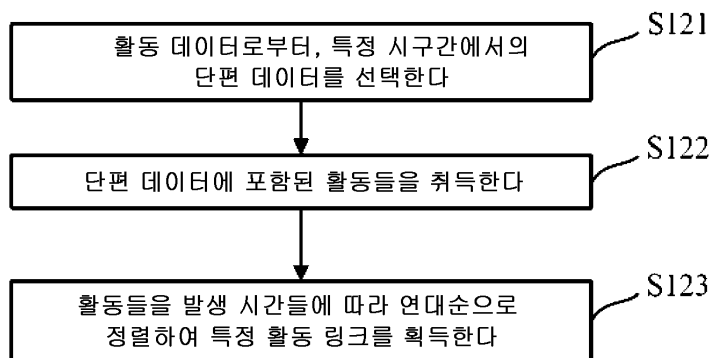 활동 데이터로부터, 특정 시구간에서의
단편 데이터를 선택한다
S121
단편 데이터에 포함된 활동들을 취득한다
S122
활동들을 발생 시간들에 따라 연대순으로
정렬하여 특정 활동 링크를 획득한다
S123